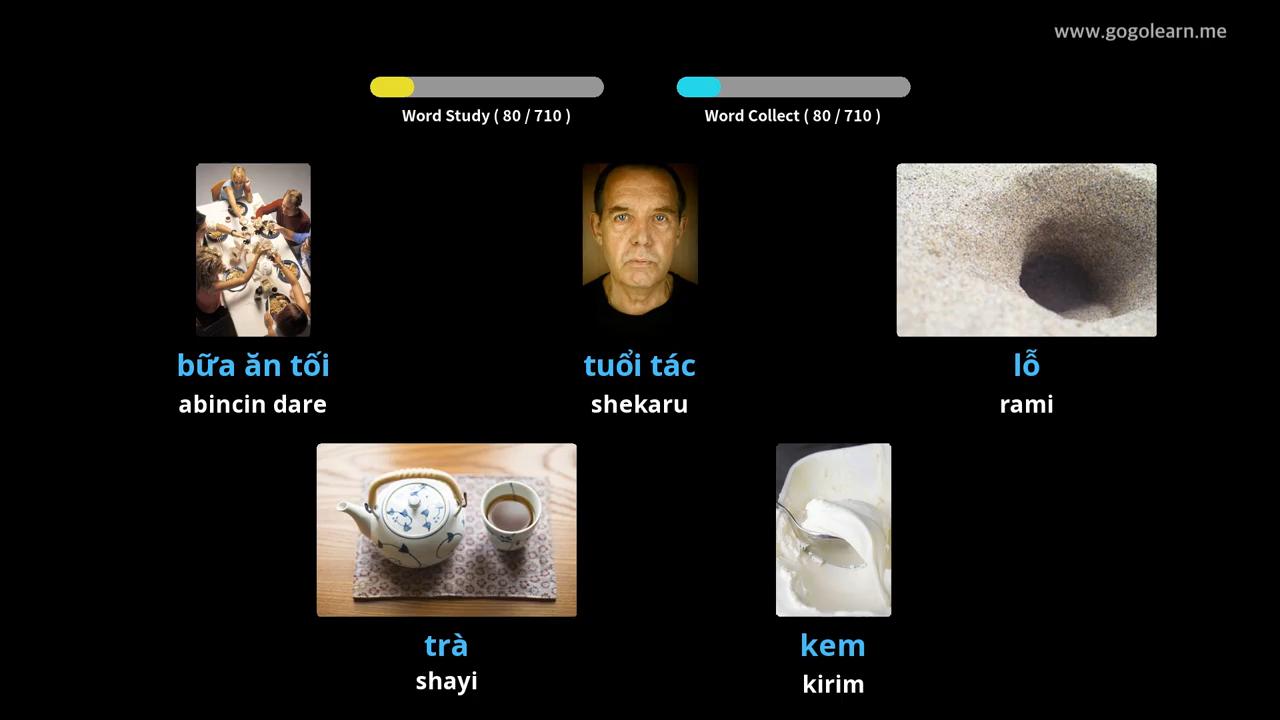 www.gogolearn.me
Word Study ( 80 / 710 )
Word Collect ( 80 / 710 )
bữa ăn tối
abincin dare
tuổi tác
shekaru
lỗ
rami
trà
shayi
kem
kirim